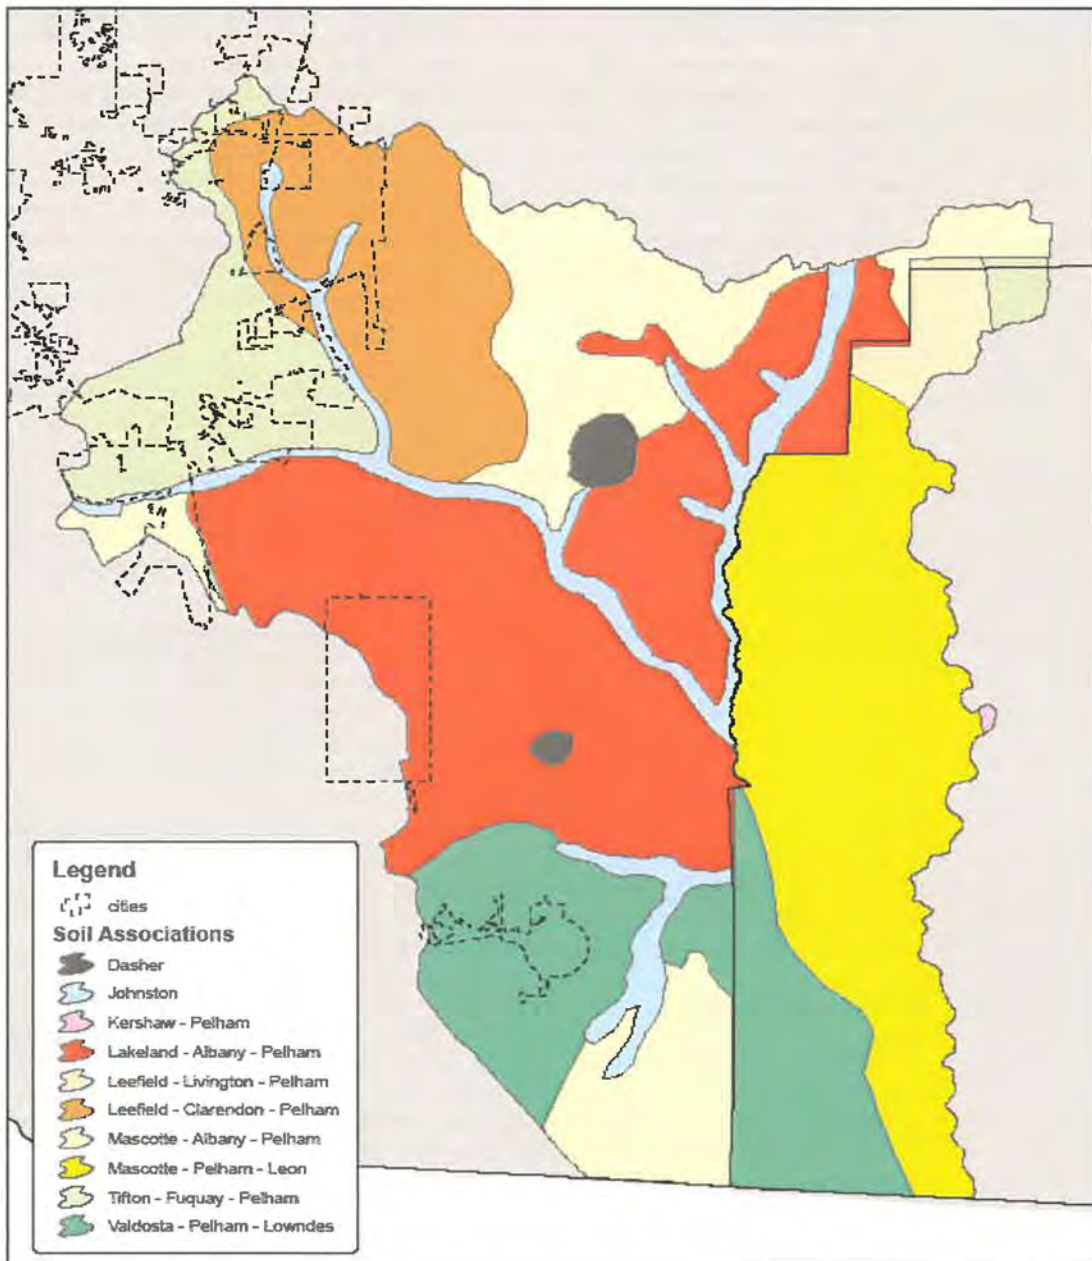 Legend
cities
Soil Associations
Dasher
Johnston
Kershaw - Pelham
Lakeland - Albany - Pelham
Leefield - Livington - Pelham
Leefield - Clarendon - Pelham
Mascotte - Albany - Pelham
Mascotte - Pelham - Leon
Tifton - Fuquay - Pelham
Valdosta - Pelham - Lowndes